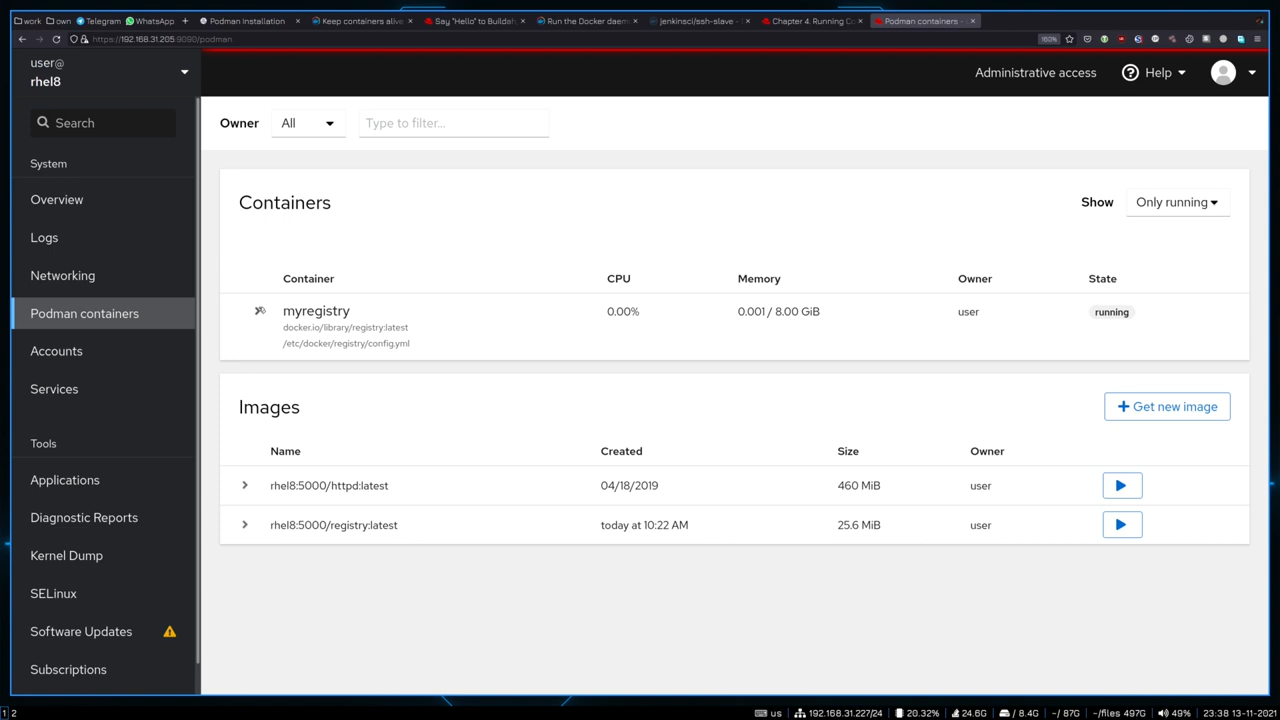 work own Telegram WhatsApp + Podman Installation × Keep containers alive × Say "Hello" to Buildah, × Run the Docker daem × jenkinsci/ssh-slave - × Chapter 4. Running Co × Podman containers - ×
https://192.168.31.205:9090/podman 160%
user@
rhel8
Administrative access Help
Search
Owner All Type to filter...
System
Overview
Logs
Networking
Podman containers
Accounts
Services
Tools
Applications
Diagnostic Reports
Kernel Dump
SELinux
Software Updates
Subscriptions
Containers Show Only running
Container CPU Memory Owner State
myregistry 0.00% 0.001 / 8.00 GiB user running
docker.io/library/registry:latest
/etc/docker/registry/config.yml
Images + Get new image
Name Created Size Owner
rhel8:5000/httpd:latest 04/18/2019 460 MiB user
rhel8:5000/registry:latest today at 10:22 AM 25.6 MiB user
1 2 us 192.168.31.227/24 20.32% 24.6G / 8.4G ~/ 87G ~/files 497G 49% 23:38 13-11-2021